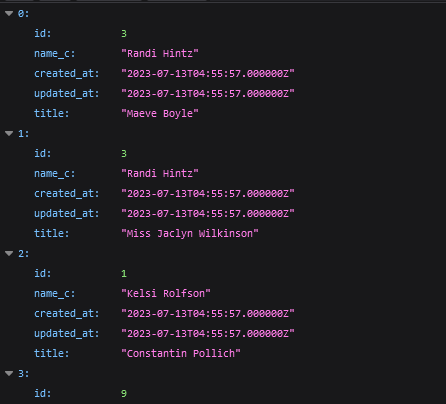 0:
id: 3
name_c: "Randi Hintz"
created_at: "2023-07-13T04:55:57.000000Z"
updated_at: "2023-07-13T04:55:57.000000Z"
title: "Maeve Boyle"
1:
id: 3
name_c: "Randi Hintz"
created_at: "2023-07-13T04:55:57.000000Z"
updated_at: "2023-07-13T04:55:57.000000Z"
title: "Miss Jaclyn Wilkinson"
2:
id: 1
name_c: "Kelsi Rolfson"
created_at: "2023-07-13T04:55:57.000000Z"
updated_at: "2023-07-13T04:55:57.000000Z"
title: "Constantin Pollich"
3:
id: 9